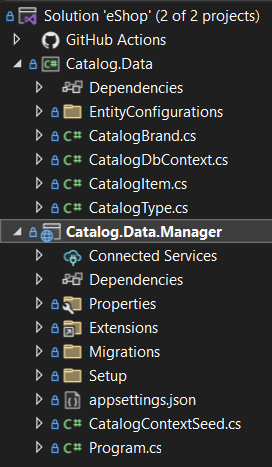 Solution 'eShop' (2 of 2 projects)
GitHub Actions
Catalog.Data
Dependencies
EntityConfigurations
CatalogBrand.cs
CatalogDbContext.cs
CatalogItem.cs
CatalogType.cs
Catalog.Data.Manager
Connected Services
Dependencies
Properties
Extensions
Migrations
Setup
appsettings.json
CatalogContextSeed.cs
Program.cs